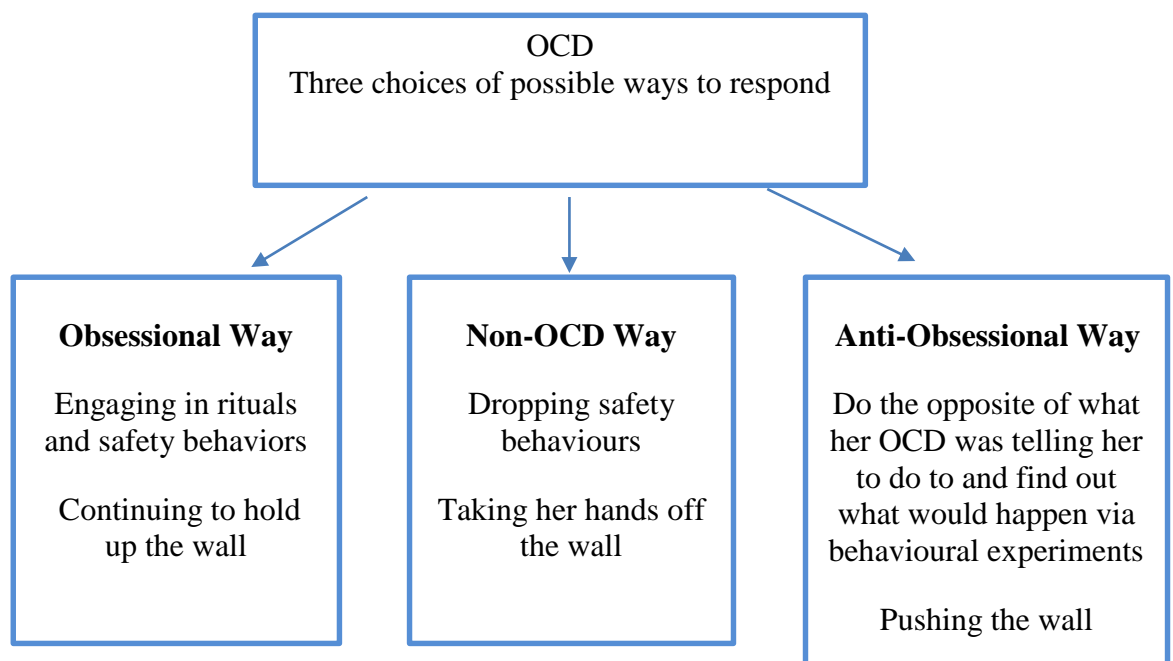 OCD
Three choices of possible ways to respond
Obsessional Way
Engaging in rituals
and safety behaviors
Continuing to hold
up the wall
Non-OCD Way
Dropping safety
behaviours
Taking her hands off
the wall
Anti-Obsessional Way
Do the opposite of what
her OCD was telling her
to do to and find out
what would happen via
behavioural experiments
Pushing the wall